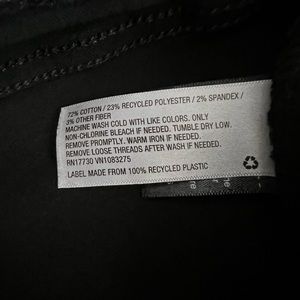 72% COTTON / 23% RECYCLED POLYESTER / 2% SPANDEX /
3% OTHER FIBER
MACHINE WASH COLD WITH LIKE COLORS. ONLY
NON-CHLORINE BLEACH IF NEEDED. TUMBLE DRY LOW.
REMOVE PROMPTLY. WARM IRON IF NEEDED.
REMOVE LOOSE THREADS AFTER WASH IF NEEDED.
RN17730 VN1083275
LABEL MADE FROM 100% RECYCLED PLASTIC